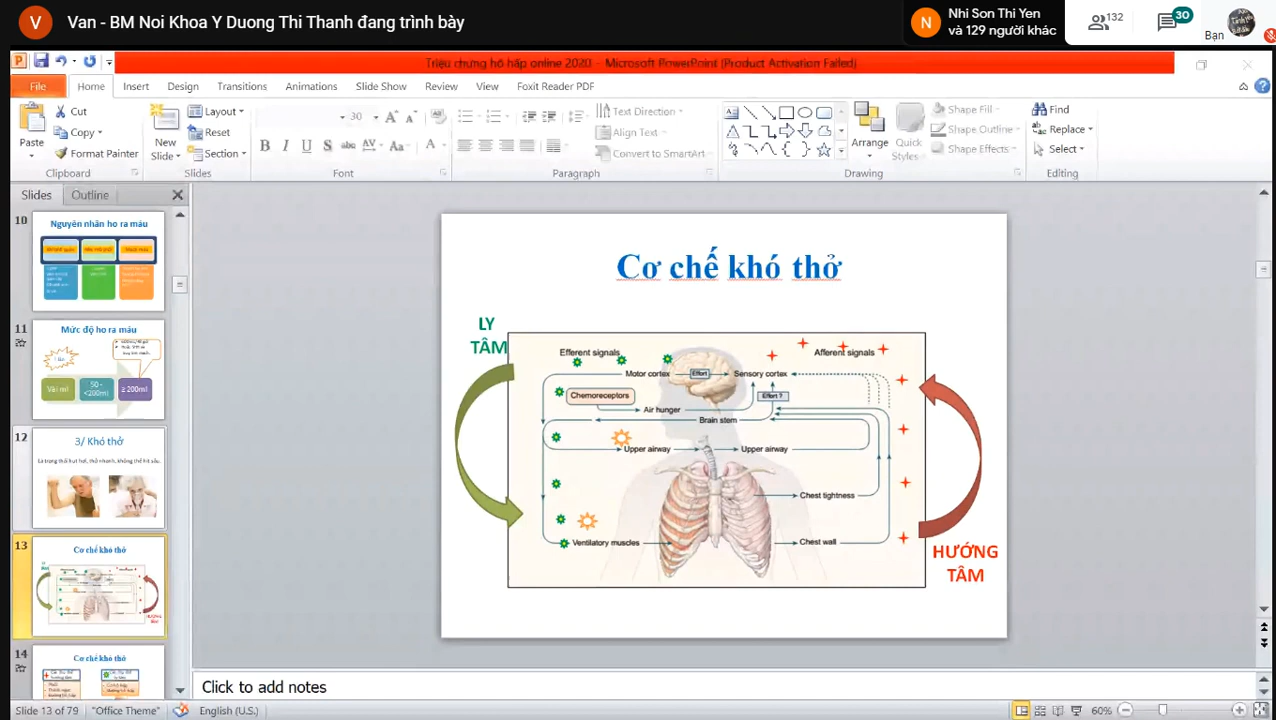 V
Van - BM Noi Khoa Y Duong Thi Thanh đang trình bày
N
Nhi Son Thi Yen
và 129 người khác
132
30
Bạn
Triệu chứng hô hấp online 2020 - Microsoft PowerPoint (Product Activation Failed)
File
Home
Insert
Design
Transitions
Animations
Slide Show
Review
View
Foxit Reader PDF
Paste
Cut
Copy
Format Painter
Clipboard
New
Slide
Layout
Reset
Section
Slides
30
B I U S abc AV Aa A
Font
Text Direction
Align Text
Convert to SmartArt
Paragraph
Arrange
Quick
Styles
Shape Fill
Shape Outline
Shape Effects
Drawing
Find
Replace
Select
Editing
Slides
Outline
10
Nguyên nhân ho ra máu
11
Mức độ ho ra máu
Vài ml
50 -
<200ml
≥ 200ml
12
3/ Khó thở
13
Cơ chế khó thở
14
Cơ chế khó thở
Cơ chế khó thở
LY
TÂM
Efferent signals
Afferent signals
Motor cortex
Effort
Sensory cortex
Chemoreceptors
Effort ?
Air hunger
Brain stem
Upper airway
Upper airway
Chest tightness
Ventilatory muscles
Chest wall
HƯỚNG
TÂM
Click to add notes
Slide 13 of 79
"Office Theme"
English (U.S.)
60%